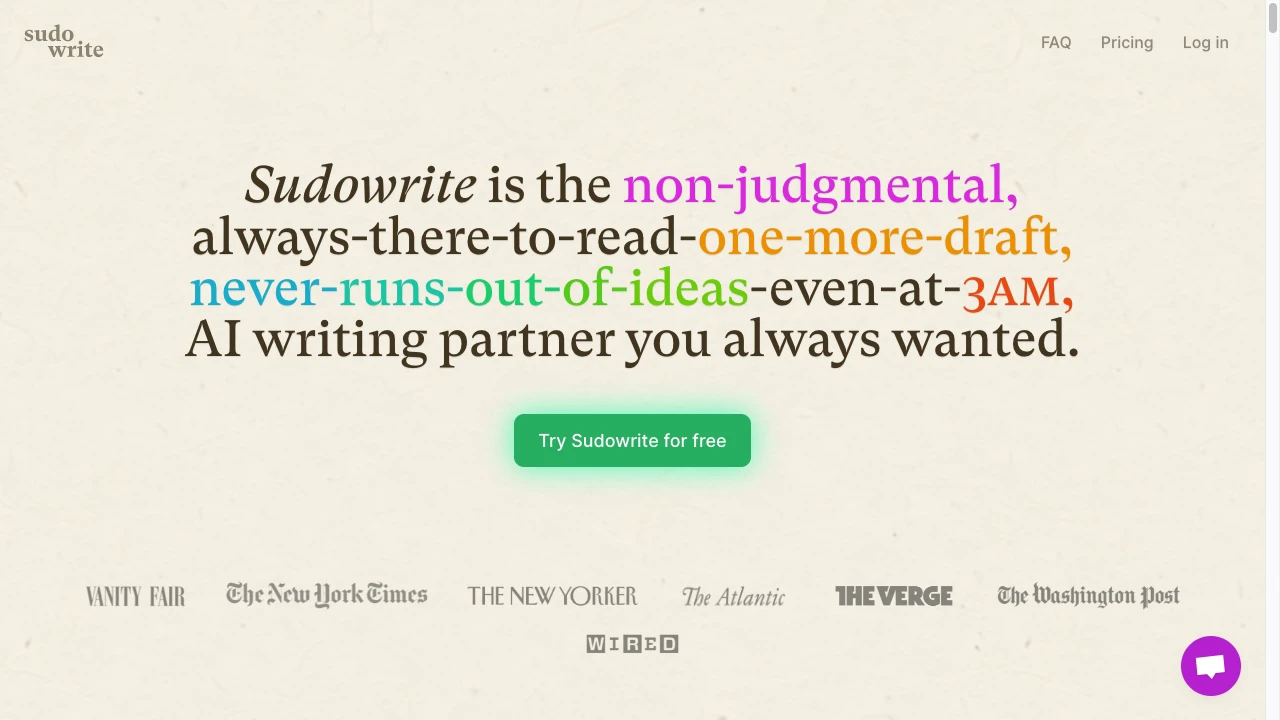 sudo
write
FAQ Pricing Log in
Sudowrite is the non-judgmental,
always-there-to-read-one-more-draft,
never-runs-out-of-ideas-even-at-3AM,
AI writing partner you always wanted.
Try Sudowrite for free
VANITY FAIR The New York Times THE NEW YORKER The Atlantic THE VERGE The Washington Post
WIRED